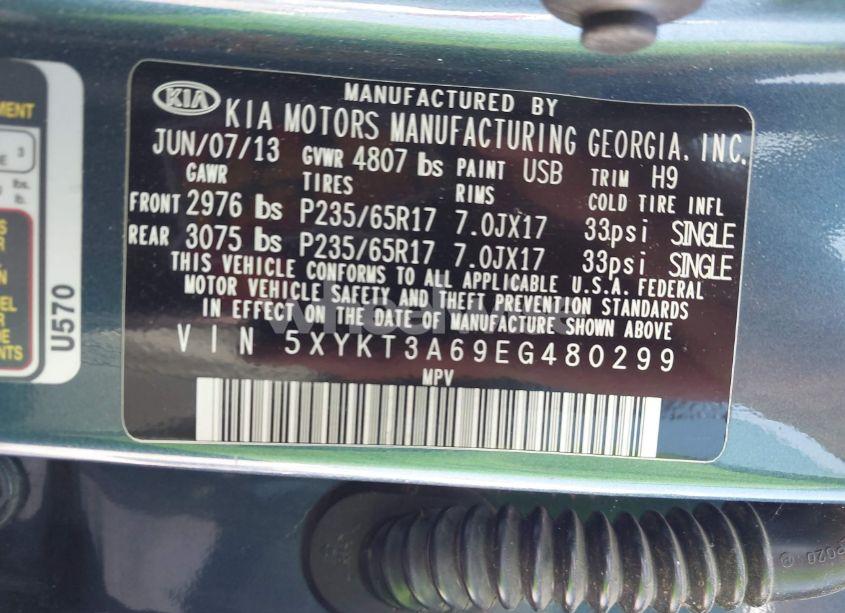 KIA
MANUFACTURED BY
KIA MOTORS MANUFACTURING GEORGIA, INC.
JUN/07/13 GVWR 4807 lbs PAINT USB TRIM H9
GAWR TIRES RIMS COLD TIRE INFL
FRONT 2976 lbs P235/65R17 7.0JX17 33psi SINGLE
REAR 3075 lbs P235/65R17 7.0JX17 33psi SINGLE
THIS VEHICLE CONFORMS TO ALL APPLICABLE U.S.A. FEDERAL
MOTOR VEHICLE SAFETY AND THEFT PREVENTION STANDARDS
IN EFFECT ON THE DATE OF MANUFACTURE SHOWN ABOVE
VIN 5XYKT3A69EG480299
MPV
U570
3
lbs.